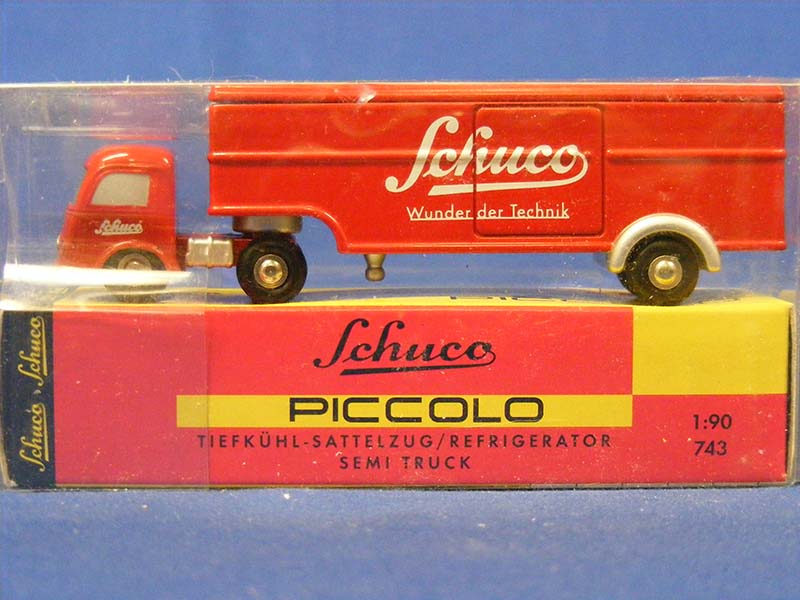 Schuco
Wunder der Technik
Schuco
Schuco
PICCOLO
TIEFKÜHL-SATTELZUG/REFRIGERATOR
SEMI TRUCK
1:90
743
Schuco Schuco